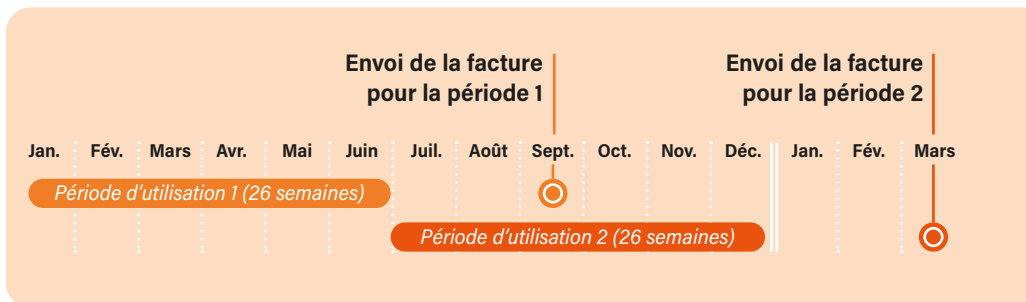 Envoi de la facture
pour la période 1
Envoi de la facture
pour la période 2
Jan. Fév. Mars Avr. Mai Juin Juil. Août Sept. Oct. Nov. Déc. Jan. Fév. Mars
Période d'utilisation 1 (26 semaines)
Période d'utilisation 2 (26 semaines)